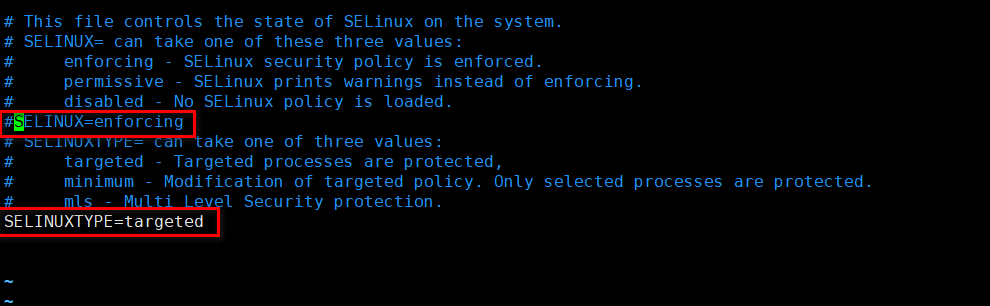 # This file controls the state of SELinux on the system.
# SELINUX= can take one of these three values:
#     enforcing - SELinux security policy is enforced.
#     permissive - SELinux prints warnings instead of enforcing.
#     disabled - No SELinux policy is loaded.
#SELINUX=enforcing
# SELINUXTYPE= can take one of three values:
#     targeted - Targeted processes are protected,
#     minimum - Modification of targeted policy. Only selected processes are protected.
#     mls - Multi Level Security protection.
SELINUXTYPE=targeted
~
~